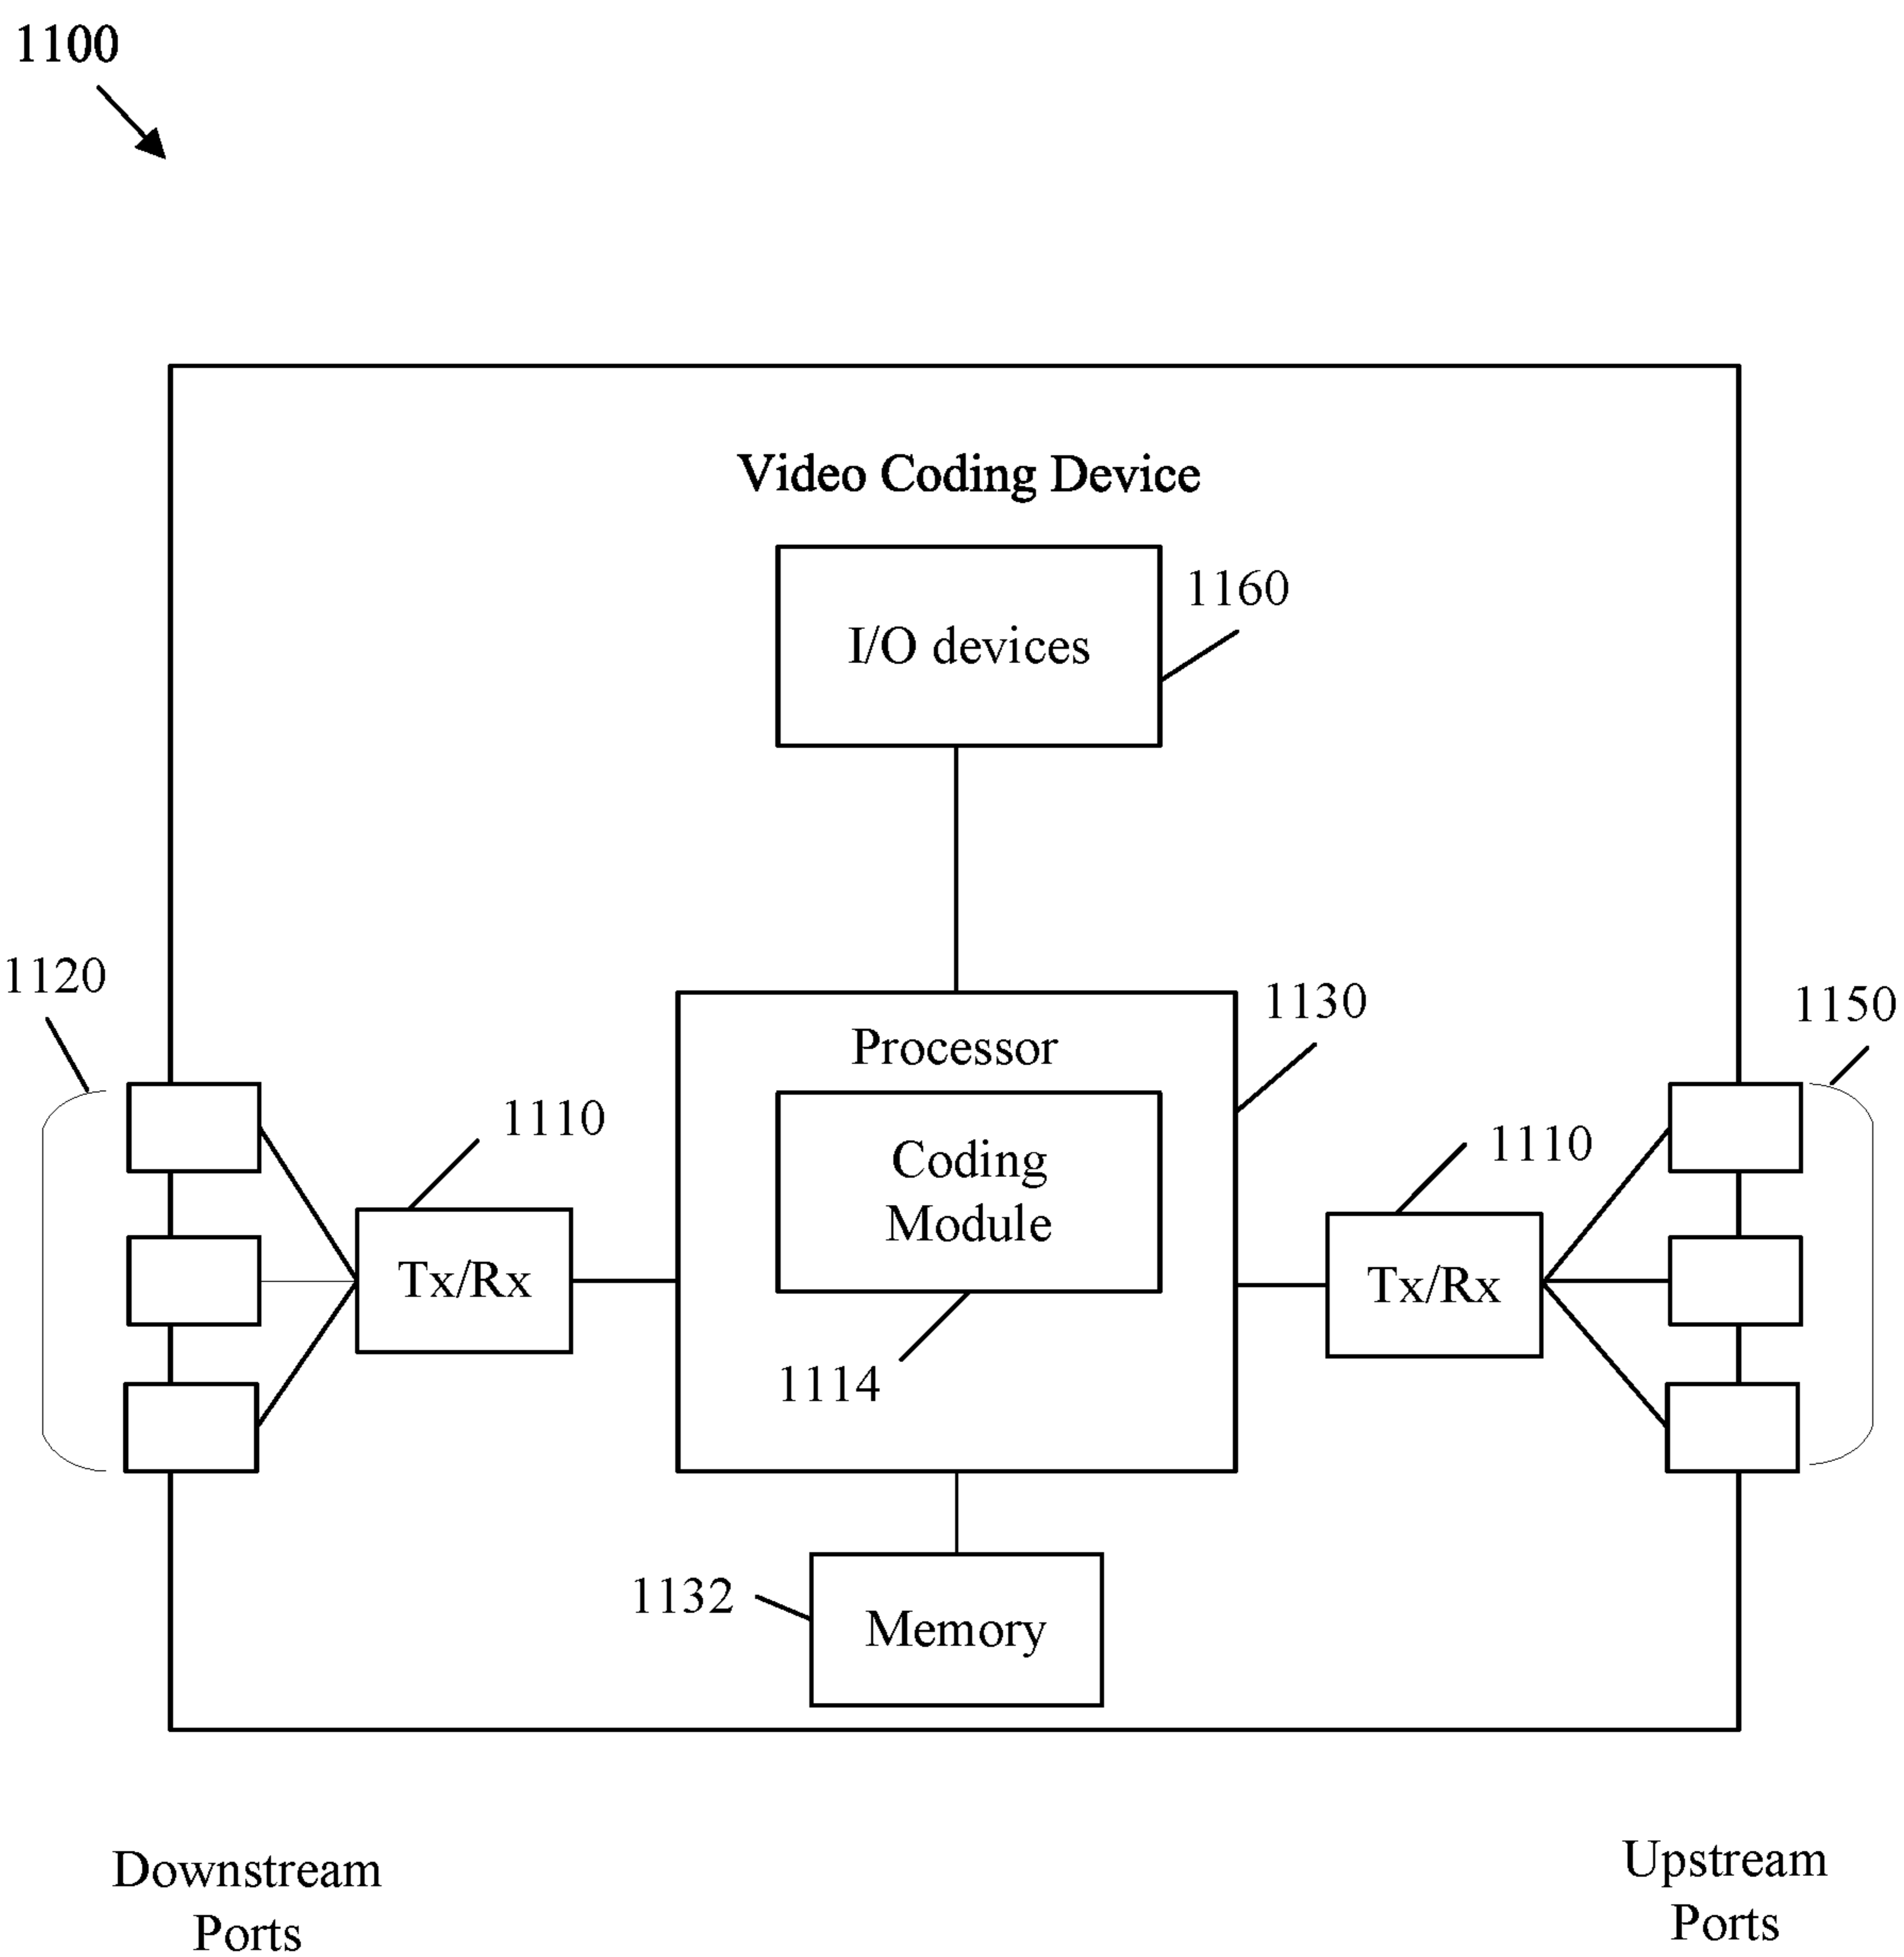 1100
Video Coding Device
I/O devices
1160
1120
1130
1150
Processor
Coding
Module
1110
1110
Tx/Rx
Tx/Rx
1114
1132
Memory
Downstream
Ports
Upstream
Ports